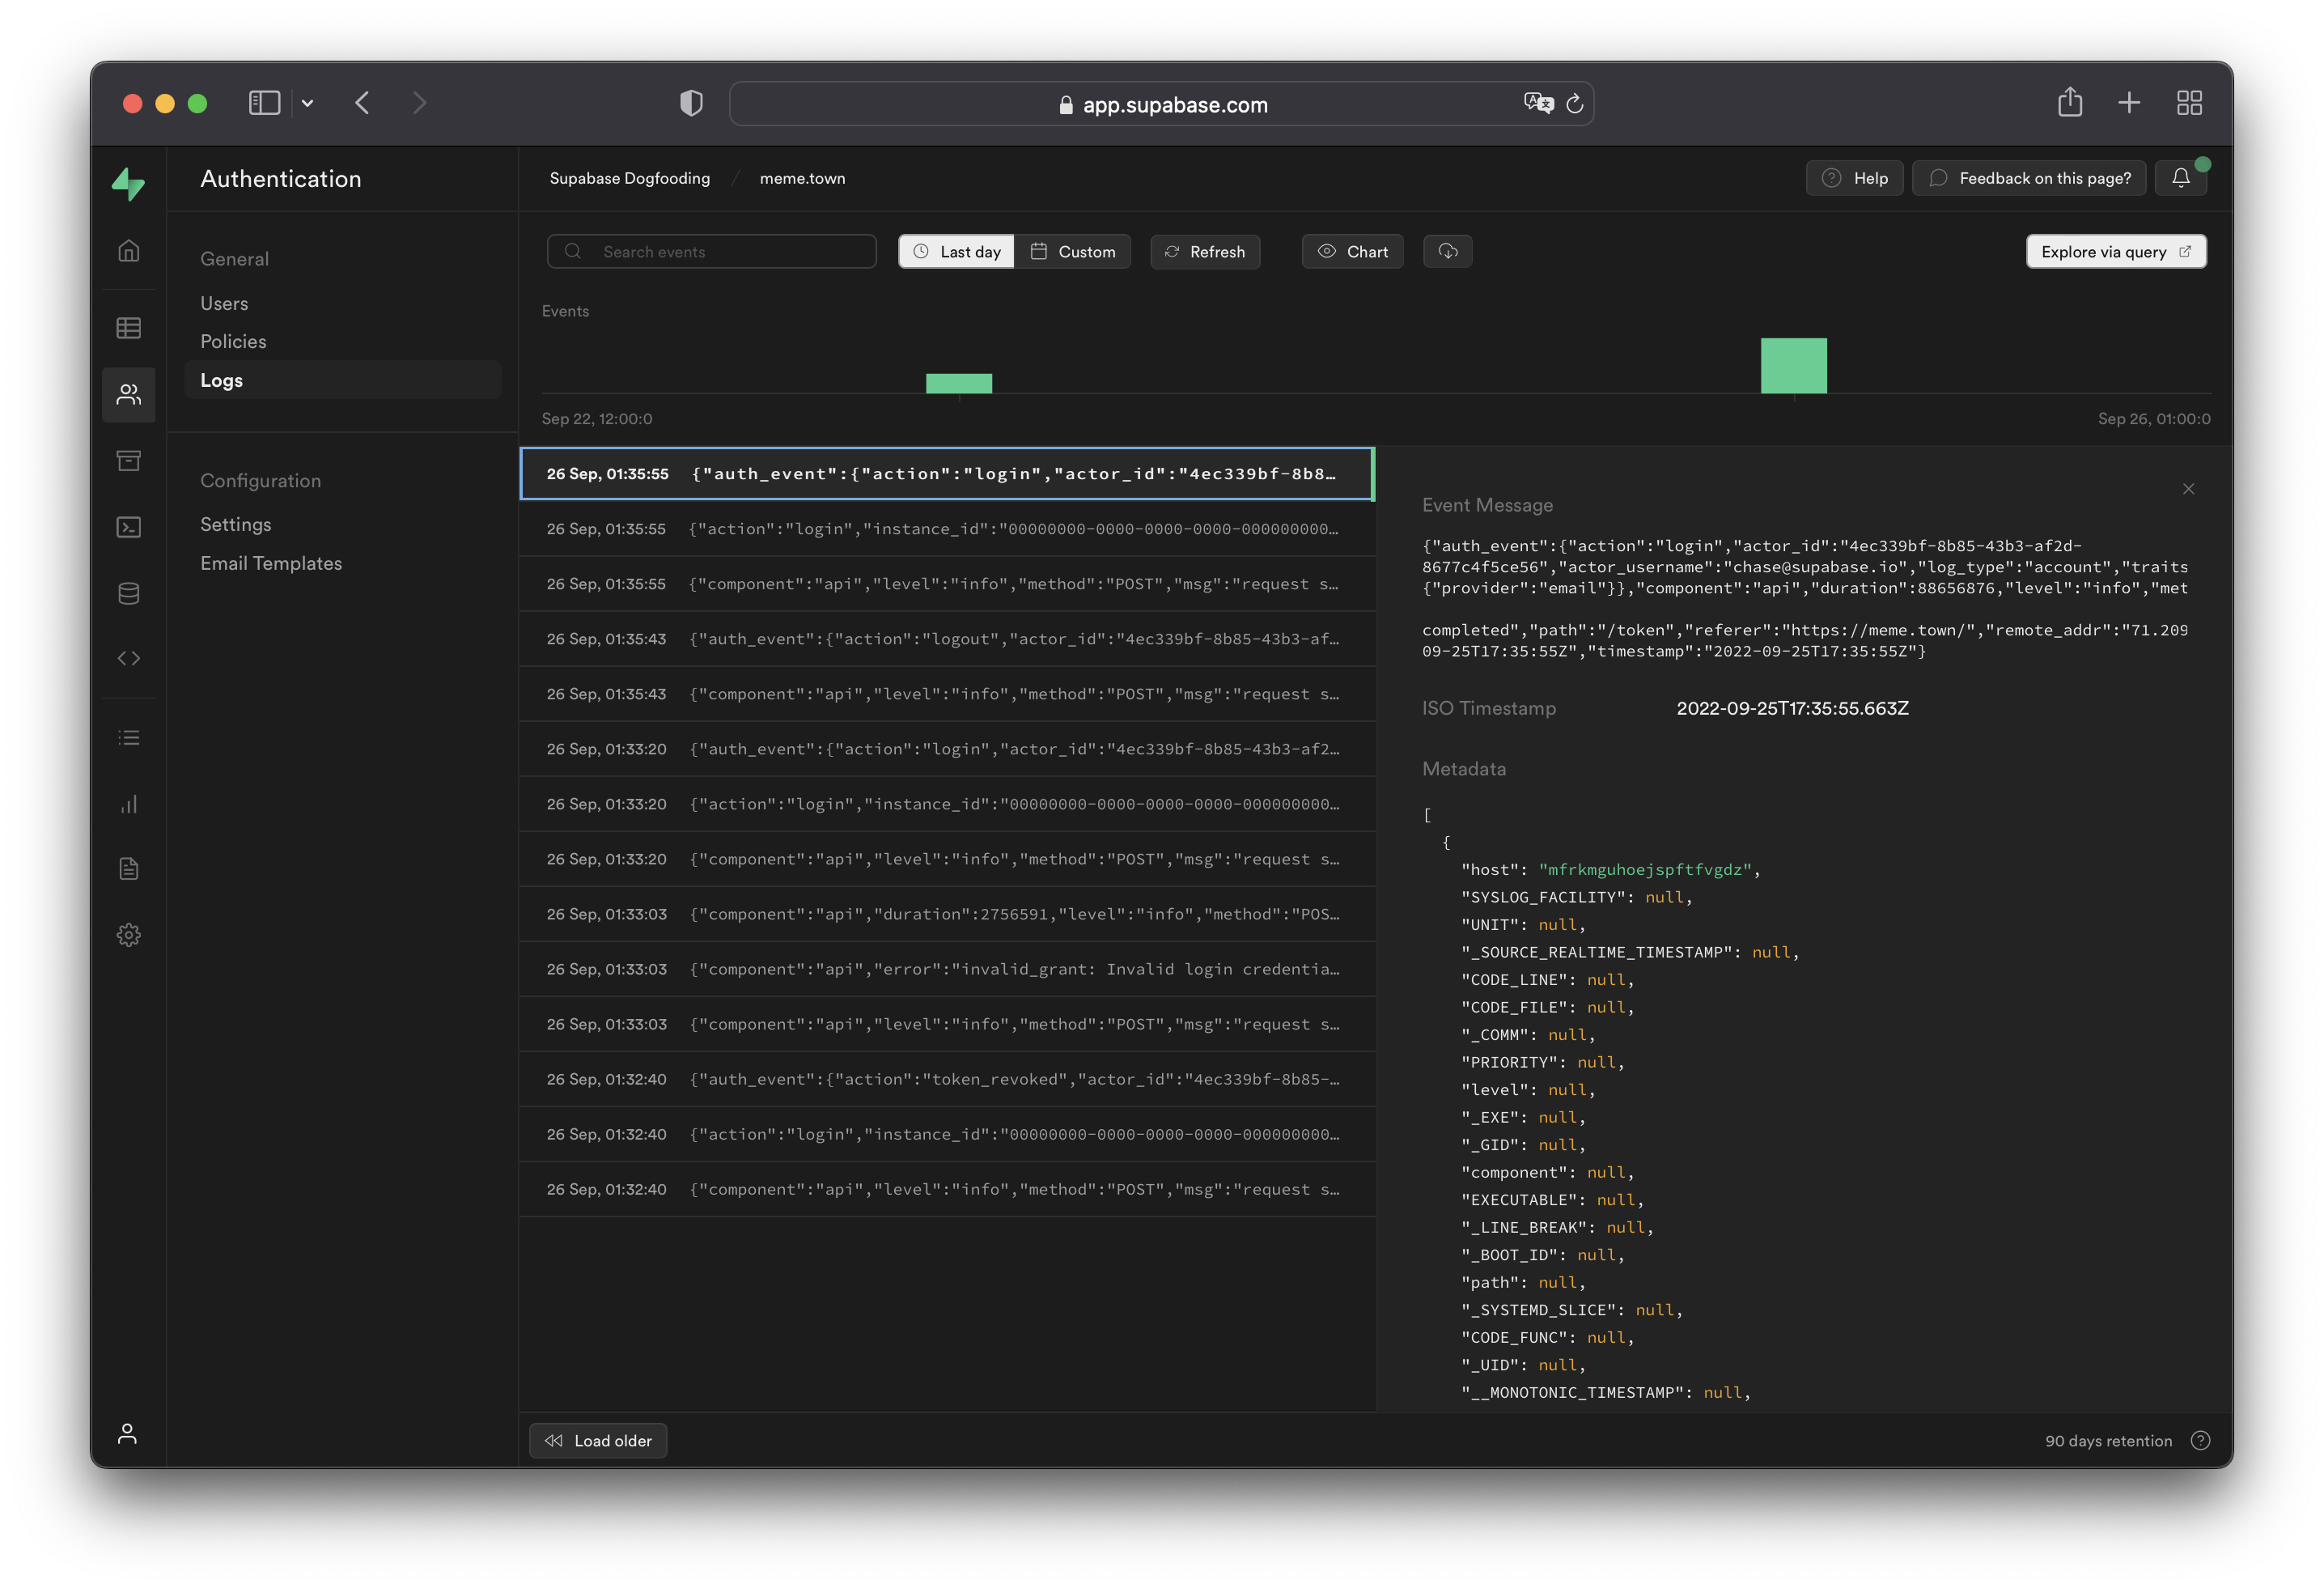 app.supabase.com
Authentication
Supabase Dogfooding / meme.town
Help
Feedback on this page?
General
Users
Policies
Logs
Configuration
Settings
Email Templates
Search events
Last day
Custom
Refresh
Chart
Explore via query
Events
Sep 22, 12:00:0
Sep 26, 01:00:0
26 Sep, 01:35:55 {"auth_event":{"action":"login","actor_id":"4ec339bf-8b8…
26 Sep, 01:35:55 {"action":"login","instance_id":"00000000-0000-0000-0000-000000000…
26 Sep, 01:35:55 {"component":"api","level":"info","method":"POST","msg":"request s…
26 Sep, 01:35:43 {"auth_event":{"action":"logout","actor_id":"4ec339bf-8b85-43b3-af…
26 Sep, 01:35:43 {"component":"api","level":"info","method":"POST","msg":"request s…
26 Sep, 01:33:20 {"auth_event":{"action":"login","actor_id":"4ec339bf-8b85-43b3-af2…
26 Sep, 01:33:20 {"action":"login","instance_id":"00000000-0000-0000-0000-000000000…
26 Sep, 01:33:20 {"component":"api","level":"info","method":"POST","msg":"request s…
26 Sep, 01:33:03 {"component":"api","duration":2756591,"level":"info","method":"POS…
26 Sep, 01:33:03 {"component":"api","error":"invalid_grant: Invalid login credentia…
26 Sep, 01:33:03 {"component":"api","level":"info","method":"POST","msg":"request s…
26 Sep, 01:32:40 {"auth_event":{"action":"token_revoked","actor_id":"4ec339bf-8b85-…
26 Sep, 01:32:40 {"action":"login","instance_id":"00000000-0000-0000-0000-000000000…
26 Sep, 01:32:40 {"component":"api","level":"info","method":"POST","msg":"request s…
Event Message
{"auth_event":{"action":"login","actor_id":"4ec339bf-8b85-43b3-af2d-
8677c4f5ce56","actor_username":"chase@supabase.io","log_type":"account","traits
{"provider":"email"}},"component":"api","duration":88656876,"level":"info","met
completed","path":"/token","referer":"https://meme.town/","remote_addr":"71.209
09-25T17:35:55Z","timestamp":"2022-09-25T17:35:55Z"}
ISO Timestamp 2022-09-25T17:35:55.663Z
Metadata
[
{
"host": "mfrkmguhoejspftfvgdz",
"SYSLOG_FACILITY": null,
"UNIT": null,
"_SOURCE_REALTIME_TIMESTAMP": null,
"CODE_LINE": null,
"CODE_FILE": null,
"_COMM": null,
"PRIORITY": null,
"level": null,
"_EXE": null,
"_GID": null,
"component": null,
"EXECUTABLE": null,
"_LINE_BREAK": null,
"_BOOT_ID": null,
"path": null,
"_SYSTEMD_SLICE": null,
"CODE_FUNC": null,
"_UID": null,
"__MONOTONIC_TIMESTAMP": null,
Load older
90 days retention